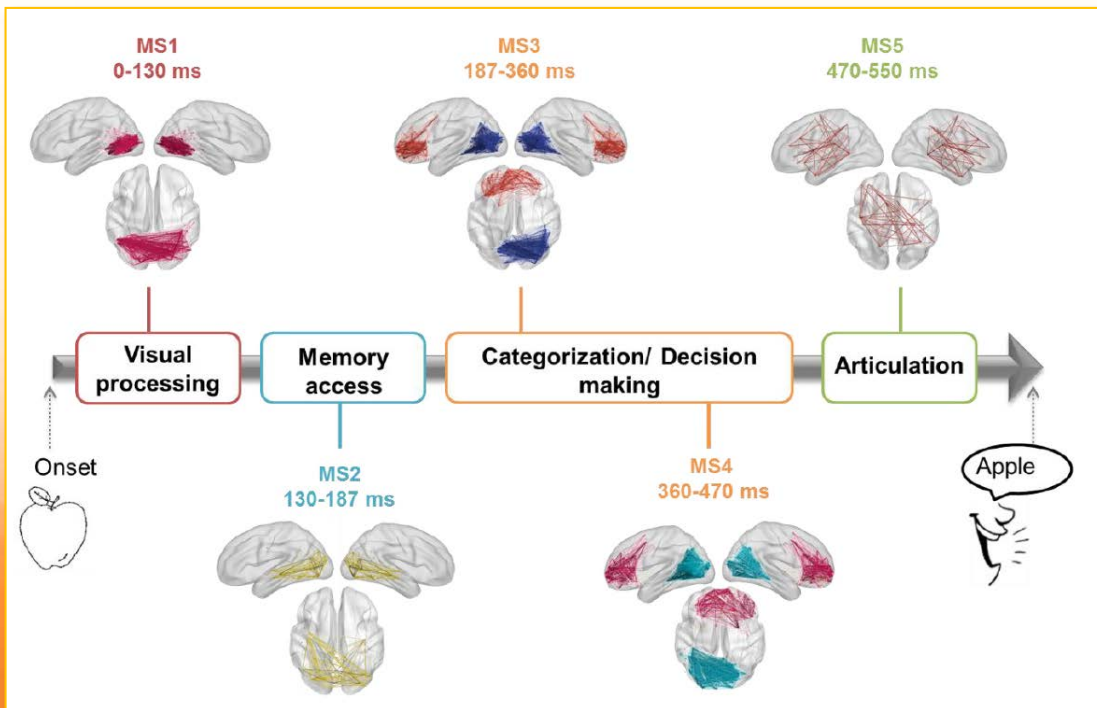 MS1
0-130 ms
MS3
187-360 ms
MS5
470-550 ms
Visual
processing
Memory
access
Categorization/ Decision
making
Articulation
Onset
MS2
130-187 ms
MS4
360-470 ms
Apple